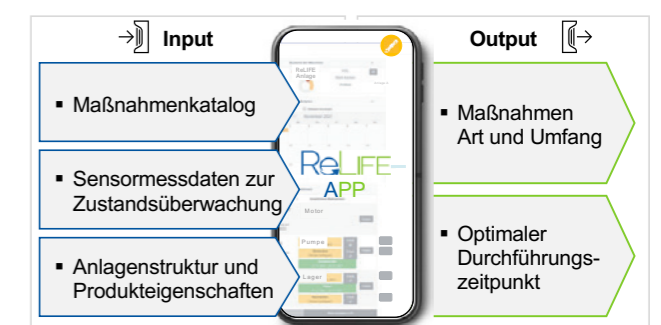 Input
▪ Maßnahmenkatalog
▪ Sensormessdaten zur
Zustandsüberwachung
▪ Anlagenstruktur und
Produkteigenschaften
ReLIFE
Anlage
ReLIFE
APP
Motor
Pumpe
Lager
Output
▪ Maßnahmen
Art und Umfang
▪ Optimaler
Durchführungs-
zeitpunkt